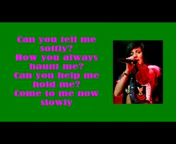 Can you tell me
softly?
How you always
haunt me?
Can you help me
hold me?
Come to me now
slowly